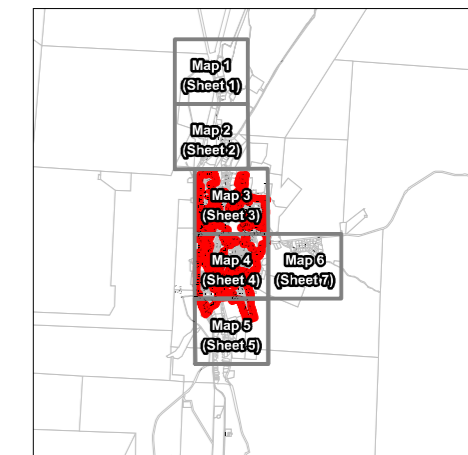 Map 1
(Sheet 1)
Map 2
(Sheet 2)
Map 3
(Sheet 3)
Map 4
(Sheet 4)
Map 6
(Sheet 7)
Map 5
(Sheet 5)